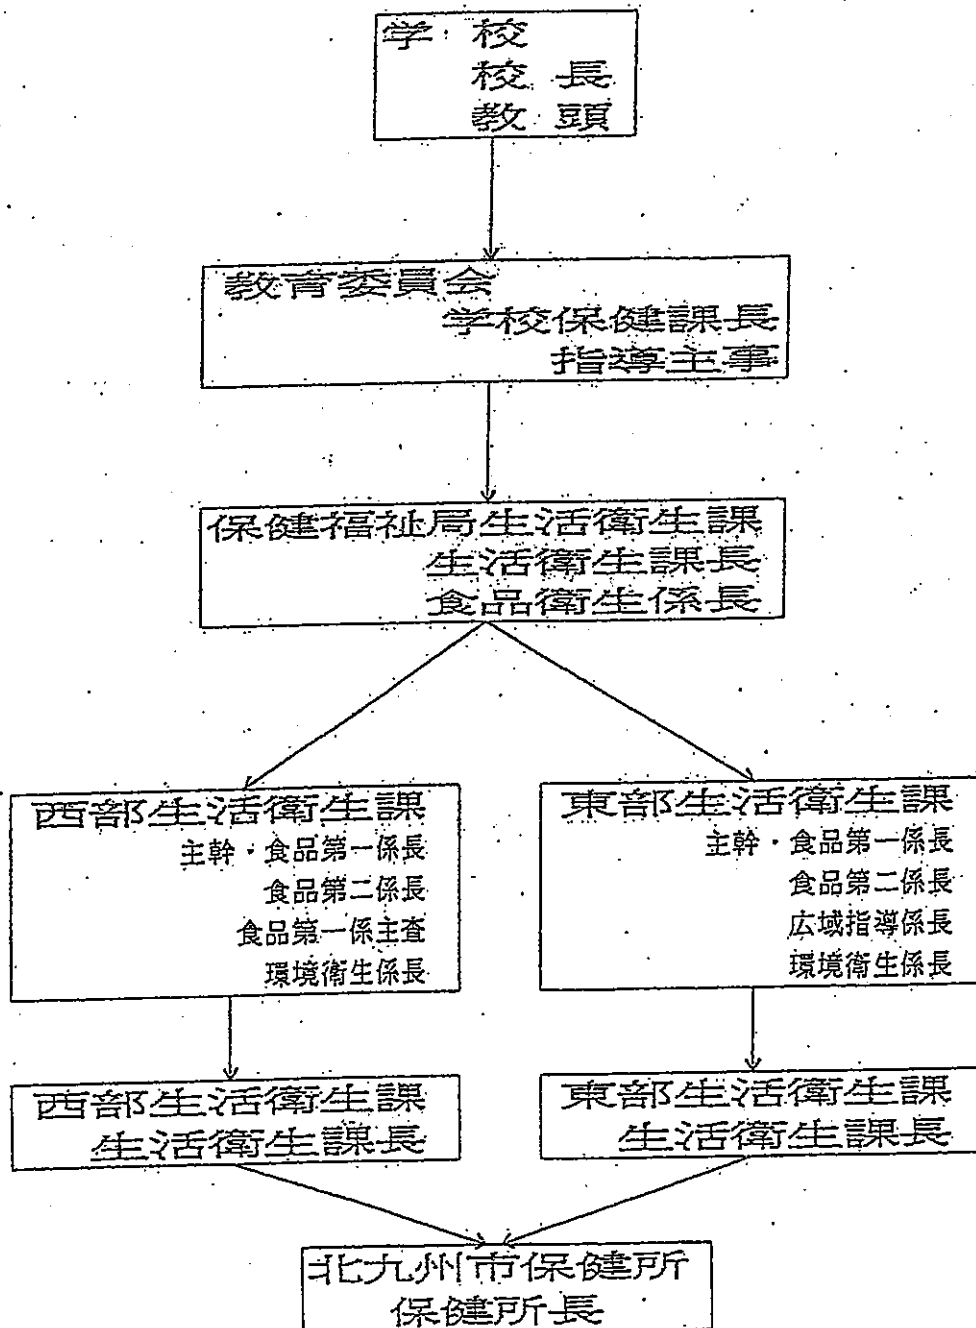 学校
校長
教頭
教育委員会
学校保健課長
指導主事
保健福祉局生活衛生課
生活衛生課長
食品衛生係長
西部生活衛生課
主幹・食品第一係長
食品第二係長
食品第一係主査
環境衛生係長
東部生活衛生課
主幹・食品第一係長
食品第二係長
広域指導係長
環境衛生係長
西部生活衛生課
生活衛生課長
東部生活衛生課
生活衛生課長
北九州市保健所
保健所長